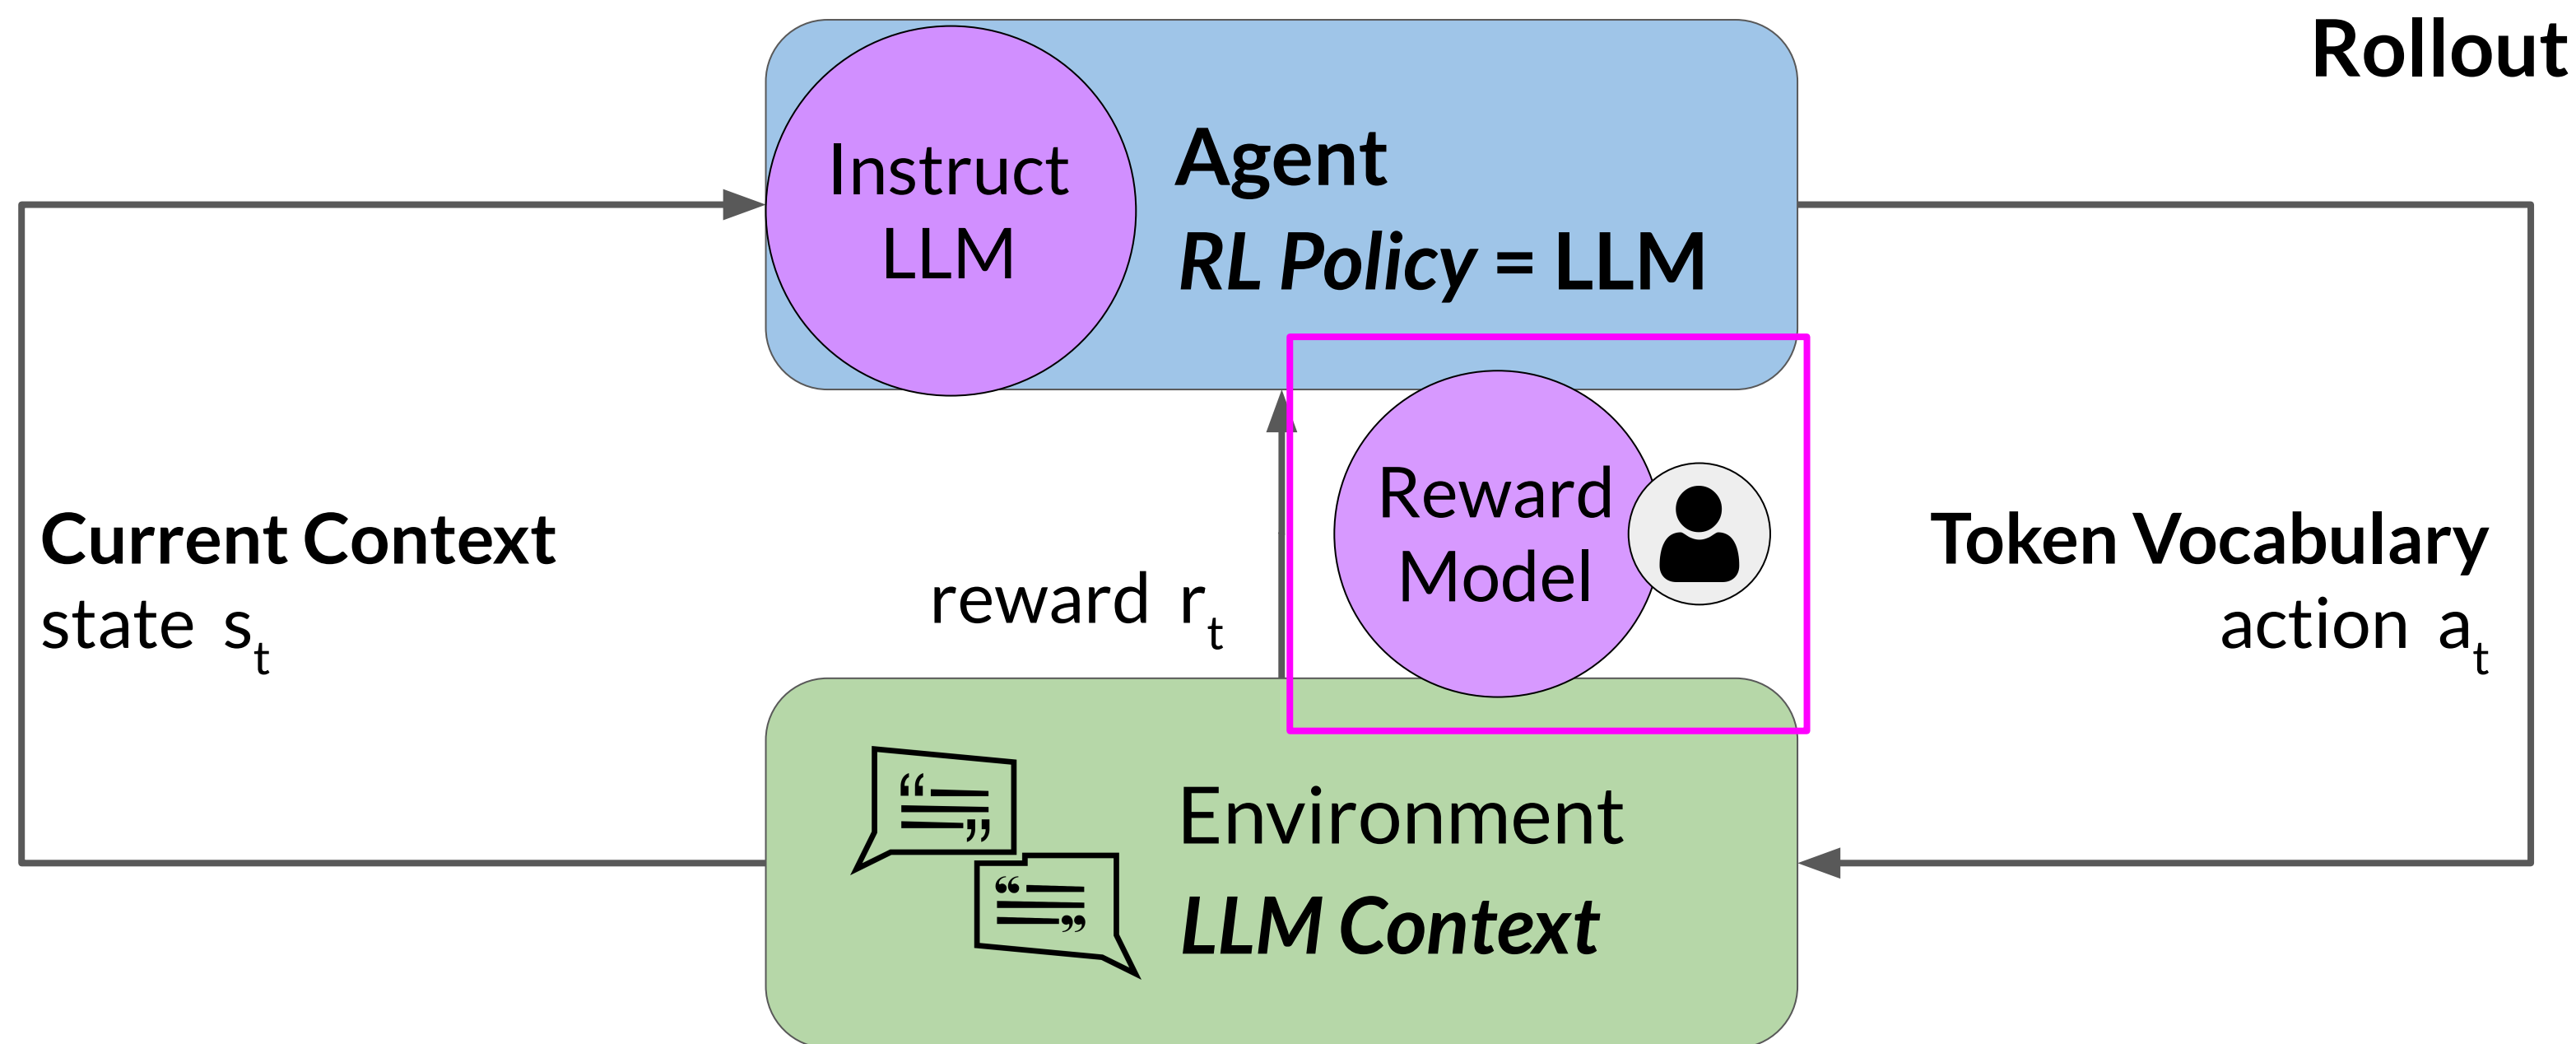 Rollout
Instruct
LLM
Agent
RL Policy = LLM
Current Context
state s_t
reward r_t
Reward
Model
Token Vocabulary
action a_t
Environment
LLM Context